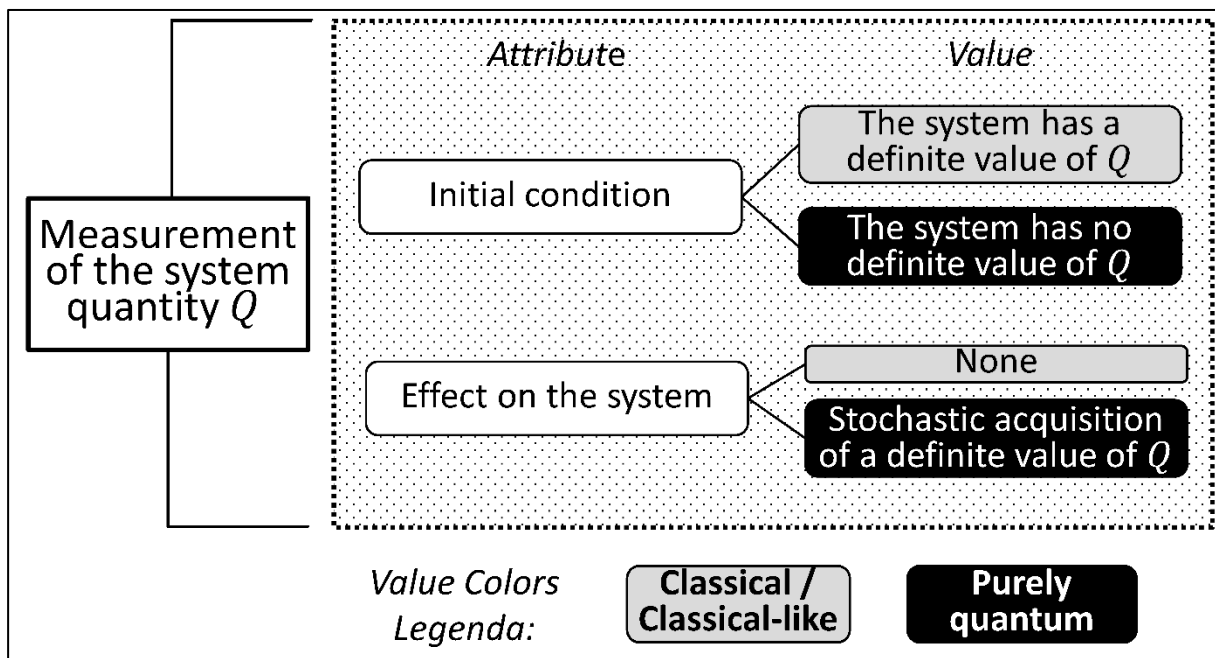 Attribute
Value
Measurement
of the system
quantity Q
Initial condition
The system has a
definite value of Q
The system has no
definite value of Q
Effect on the system
None
Stochastic acquisition
of a definite value of Q
Value Colors
Legenda:
Classical /
Classical-like
Purely
quantum